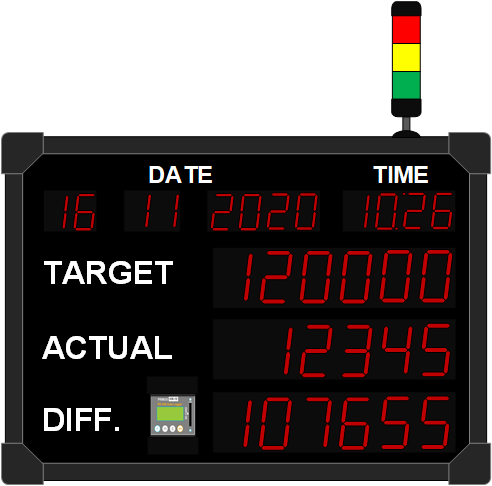 DATE TIME
16 11 2020 10:26
TARGET 120000
ACTUAL 12345
DIFF. 107655